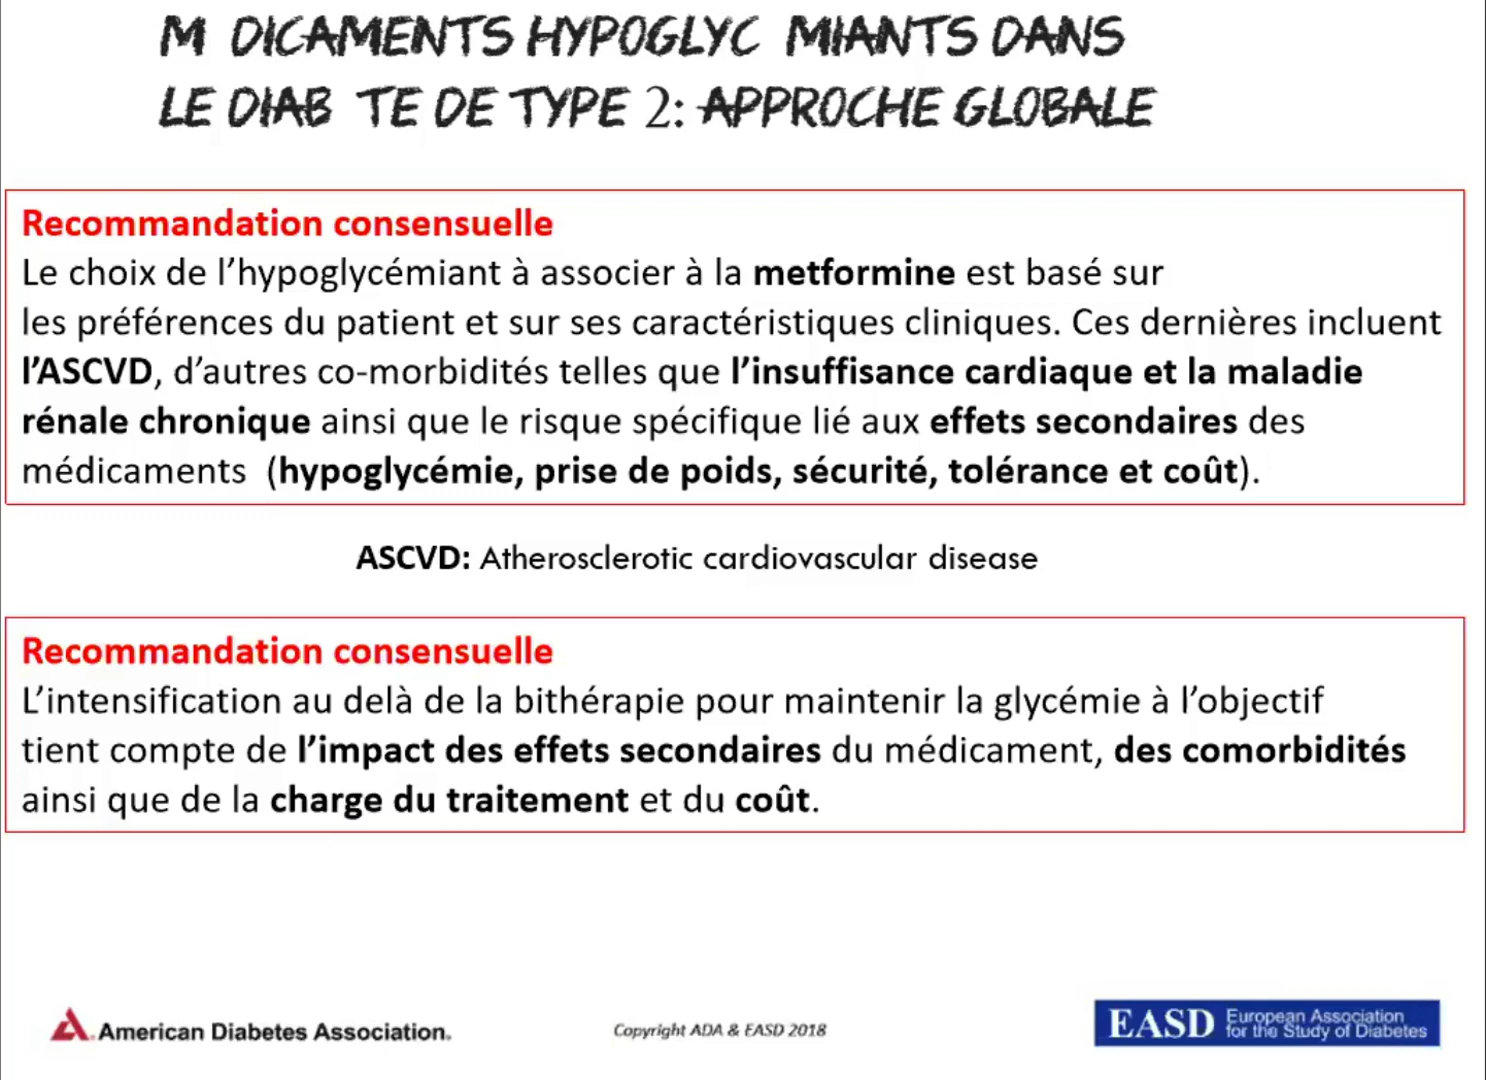 M DICAMENTS HYPOGLYC MIANTS DANS
LE DIAB TE DE TYPE 2: APPROCHE GLOBALE
Recommandation consensuelle
Le choix de l’hypoglycémiant à associer à la metformine est basé sur
les préférences du patient et sur ses caractéristiques cliniques. Ces dernières incluent
l’ASCVD, d’autres co-morbidités telles que l’insuffisance cardiaque et la maladie
rénale chronique ainsi que le risque spécifique lié aux effets secondaires des
médicaments (hypoglycémie, prise de poids, sécurité, tolérance et coût).
ASCVD: Atherosclerotic cardiovascular disease
Recommandation consensuelle
L’intensification au delà de la bithérapie pour maintenir la glycémie à l’objectif
tient compte de l’impact des effets secondaires du médicament, des comorbidités
ainsi que de la charge du traitement et du coût.
American Diabetes Association.
Copyright ADA & EASD 2018
EASD European Association
for the Study of Diabetes